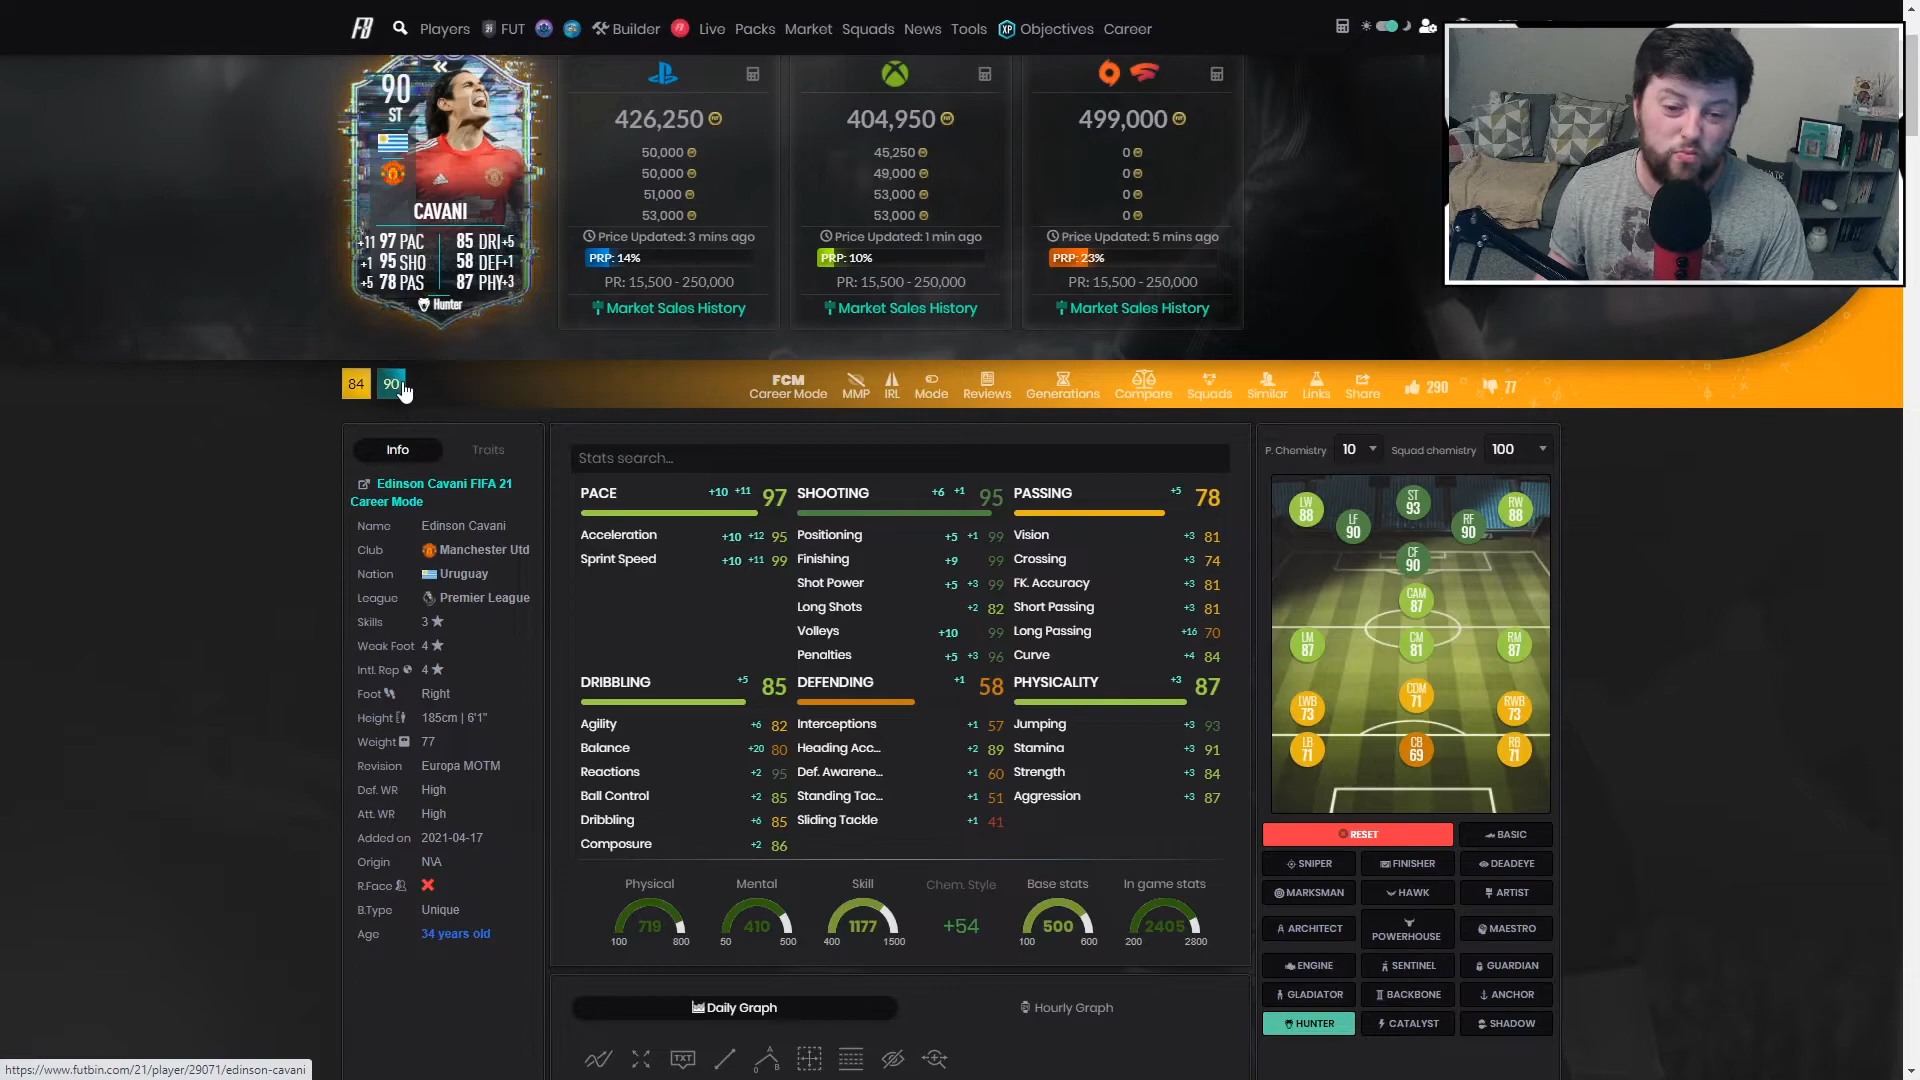 FB Players FUT Builder Live Packs Market Squads News Tools XP Objectives Career
90
ST
CAVANI
+11 97 PAC 85 DRI +5
+1 95 SHO 58 DEF +1
+5 78 PAS 87 PHY +3
Hunter
426,250
50,000
50,000
51,000
53,000
Price Updated: 3 mins ago
PRP: 14%
PR: 15,500 - 250,000
Market Sales History
404,950
45,250
49,000
53,000
53,000
Price Updated: 1 min ago
PRP: 10%
PR: 15,500 - 250,000
Market Sales History
499,000
0
0
0
0
Price Updated: 5 mins ago
PRP: 23%
PR: 15,500 - 250,000
Market Sales History
84 90
FCM
Career Mode MMP IRL Mode Reviews Generations Compare Squads Similar Links Share 290 77
Info Traits
Edinson Cavani FIFA 21
Career Mode
Name Edinson Cavani
Club Manchester Utd
Nation Uruguay
League Premier League
Skills 3
Weak Foot 4
Intl. Rep 4
Foot Right
Height 185cm | 6'1"
Weight 77
Revision Europa MOTM
Def. WR High
Att. WR High
Added on 2021-04-17
Origin N\A
R.Face
B.Type Unique
Age 34 years old
Stats search...
PACE +10 +11 97
Acceleration +10 +12 95
Sprint Speed +10 +11 99
SHOOTING +6 +1 95
Positioning +5 +1 99
Finishing +9 99
Shot Power +5 +3 99
Long Shots +2 82
Volleys +10 99
Penalties +5 +3 96
PASSING +5 78
Vision +3 81
Crossing +3 74
FK. Accuracy +3 81
Short Passing +3 81
Long Passing +16 70
Curve +4 84
DRIBBLING +5 85
Agility +6 82
Balance +20 80
Reactions +2 95
Ball Control +2 85
Dribbling +6 85
Composure +2 86
DEFENDING +1 58
Interceptions +1 57
Heading Acc... +2 89
Def. Awarene... +1 60
Standing Tac... +1 51
Sliding Tackle +1 41
PHYSICALITY +3 87
Jumping +3 93
Stamina +3 91
Strength +3 84
Aggression +3 87
Physical
719
100 800
Mental
410
50 500
Skill
1177
400 1500
Chem. Style
+54
Base stats
500
100 600
In game stats
2405
200 2800
Daily Graph Hourly Graph
TXT
P. Chemistry 10 Squad chemistry 100
LW 88
ST 93
RW 88
LF 90
RF 90
CF 90
CAM 87
LM 87
CM 81
RM 87
LWB 73
CDM 71
RWB 73
LB 71
CB 69
RB 71
RESET BASIC
SNIPER FINISHER DEADEYE
MARKSMAN HAWK ARTIST
ARCHITECT POWERHOUSE MAESTRO
ENGINE SENTINEL GUARDIAN
GLADIATOR BACKBONE ANCHOR
HUNTER CATALYST SHADOW
https://www.futbin.com/21/player/29071/edinson-cavani